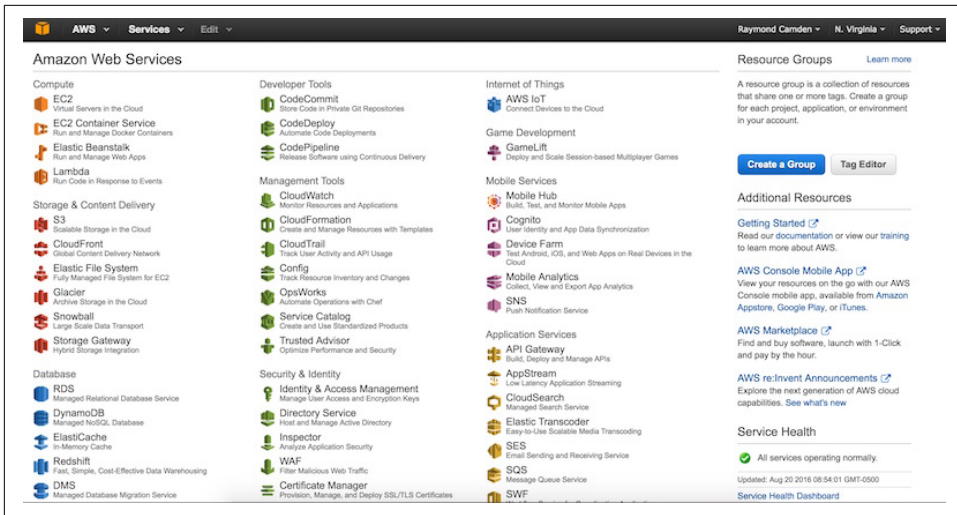 AWS Services Edit Raymond Camden N. Virginia Support
Amazon Web Services
Compute
EC2
Virtual Servers in the Cloud
EC2 Container Service
Run and Manage Docker Containers
Elastic Beanstalk
Run and Manage Web Apps
Lambda
Run Code in Response to Events
Storage & Content Delivery
S3
Scalable Storage in the Cloud
CloudFront
Global Content Delivery Network
Elastic File System
Fully Managed File System for EC2
Glacier
Archive Storage in the Cloud
Snowball
Large Scale Data Transport
Storage Gateway
Hybrid Storage Integration
Database
RDS
Managed Relational Database Service
DynamoDB
Managed NoSQL Database
ElastiCache
In-Memory Cache
Redshift
Fast, Simple, Cost-Effective Data Warehousing
DMS
Managed Database Migration Service
Developer Tools
CodeCommit
Store Code in Private Git Repositories
CodeDeploy
Automate Code Deployments
CodePipeline
Release Software using Continuous Delivery
Management Tools
CloudWatch
Monitor Resources and Applications
CloudFormation
Create and Manage Resources with Templates
CloudTrail
Track User Activity and API Usage
Config
Track Resource Inventory and Changes
OpsWorks
Automate Operations with Chef
Service Catalog
Create and Use Standardized Products
Trusted Advisor
Optimize Performance and Security
Security & Identity
Identity & Access Management
Manage User Access and Encryption Keys
Directory Service
Host and Manage Active Directory
Inspector
Analyze Application Security
WAF
Filter Malicious Web Traffic
Certificate Manager
Provision, Manage, and Deploy SSL/TLS Certificates
Internet of Things
AWS IoT
Connect Devices to the Cloud
Game Development
GameLift
Deploy and Scale Session-based Multiplayer Games
Mobile Services
Mobile Hub
Build, Test, and Monitor Mobile Apps
Cognito
User Identity and App Data Synchronization
Device Farm
Test Android, iOS, and Web Apps on Real Devices in the
Cloud
Mobile Analytics
Collect, View and Export App Analytics
SNS
Push Notification Service
Application Services
API Gateway
Build, Deploy and Manage APIs
AppStream
Low Latency Application Streaming
CloudSearch
Managed Search Service
Elastic Transcoder
Easy-to-Use Scalable Media Transcoding
SES
Email Sending and Receiving Service
SQS
Message Queue Service
SWF
Resource Groups Learn more
A resource group is a collection of resources
that share one or more tags. Create a group
for each project, application, or environment
in your account.
Create a Group Tag Editor
Additional Resources
Getting Started
Read our documentation or view our training
to learn more about AWS.
AWS Console Mobile App
View your resources on the go with our AWS
Console mobile app, available from Amazon
Appstore, Google Play, or iTunes.
AWS Marketplace
Find and buy software, launch with 1-Click
and pay by the hour.
AWS re:Invent Announcements
Explore the next generation of AWS cloud
capabilities. See what's new
Service Health
All services operating normally.
Updated: Aug 20 2016 08:54:01 GMT-0500
Service Health Dashboard